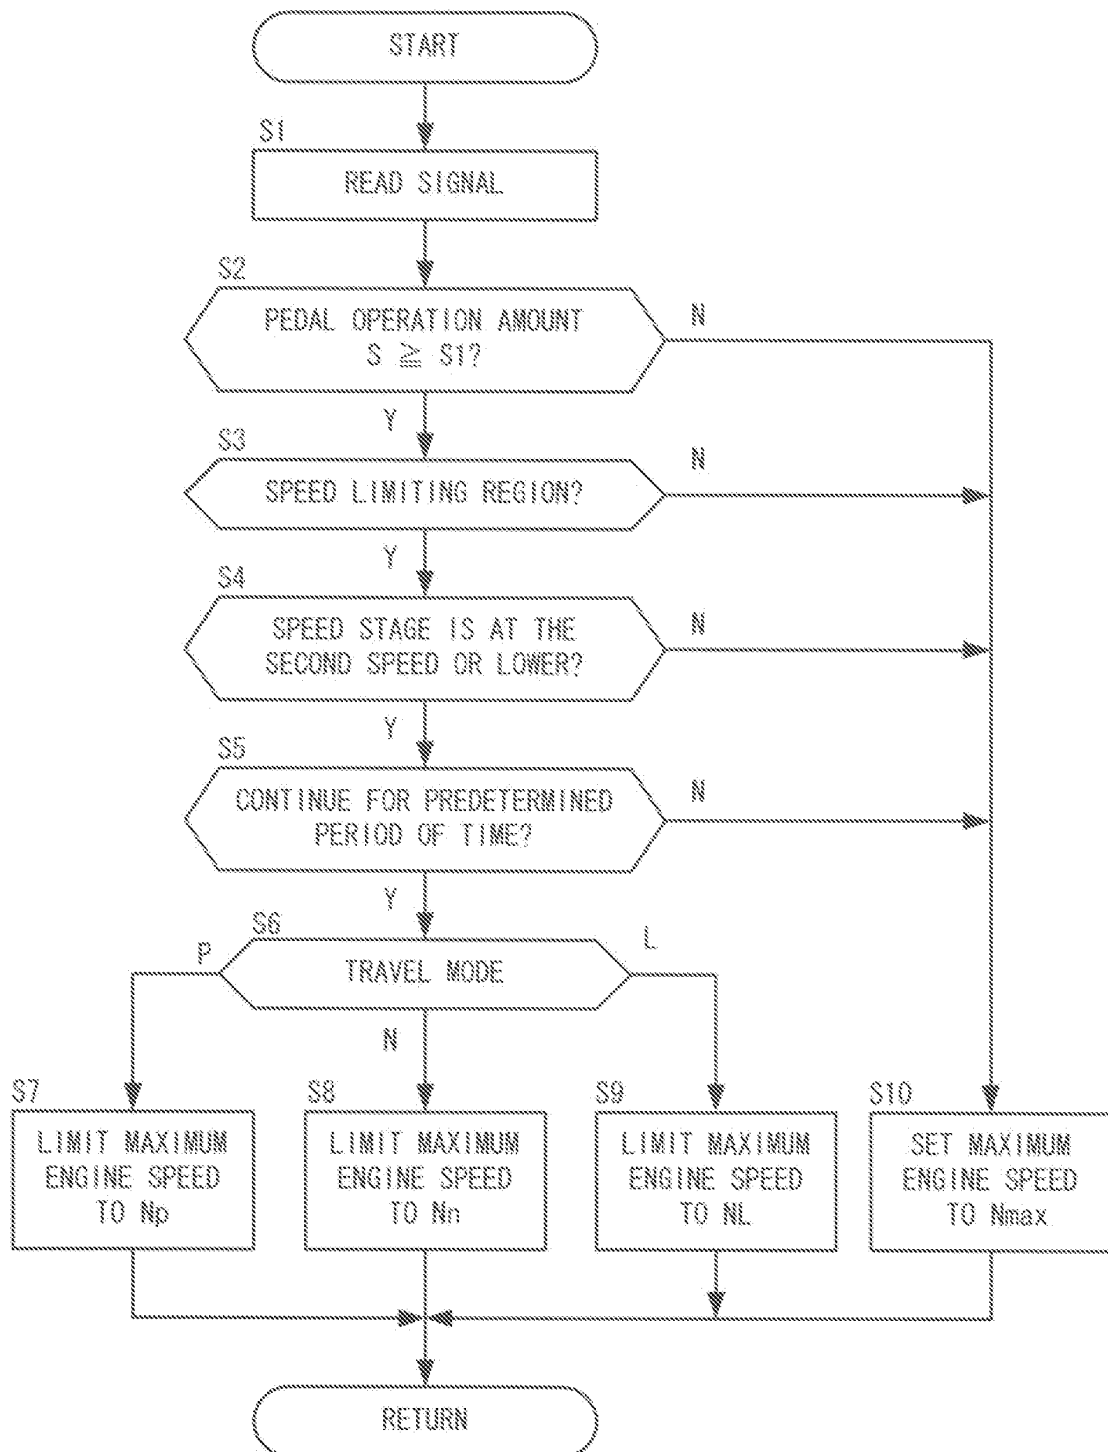 START
S1
READ SIGNAL
S2
PEDAL OPERATION AMOUNT
S ≧ S1?
N
Y
S3
SPEED LIMITING REGION?
N
Y
S4
SPEED STAGE IS AT THE
SECOND SPEED OR LOWER?
N
Y
S5
CONTINUE FOR PREDETERMINED
PERIOD OF TIME?
N
Y
S6
TRAVEL MODE
P
L
N
S7
LIMIT MAXIMUM
ENGINE SPEED
TO Np
S8
LIMIT MAXIMUM
ENGINE SPEED
TO Nn
S9
LIMIT MAXIMUM
ENGINE SPEED
TO NL
S10
SET MAXIMUM
ENGINE SPEED
TO Nmax
RETURN